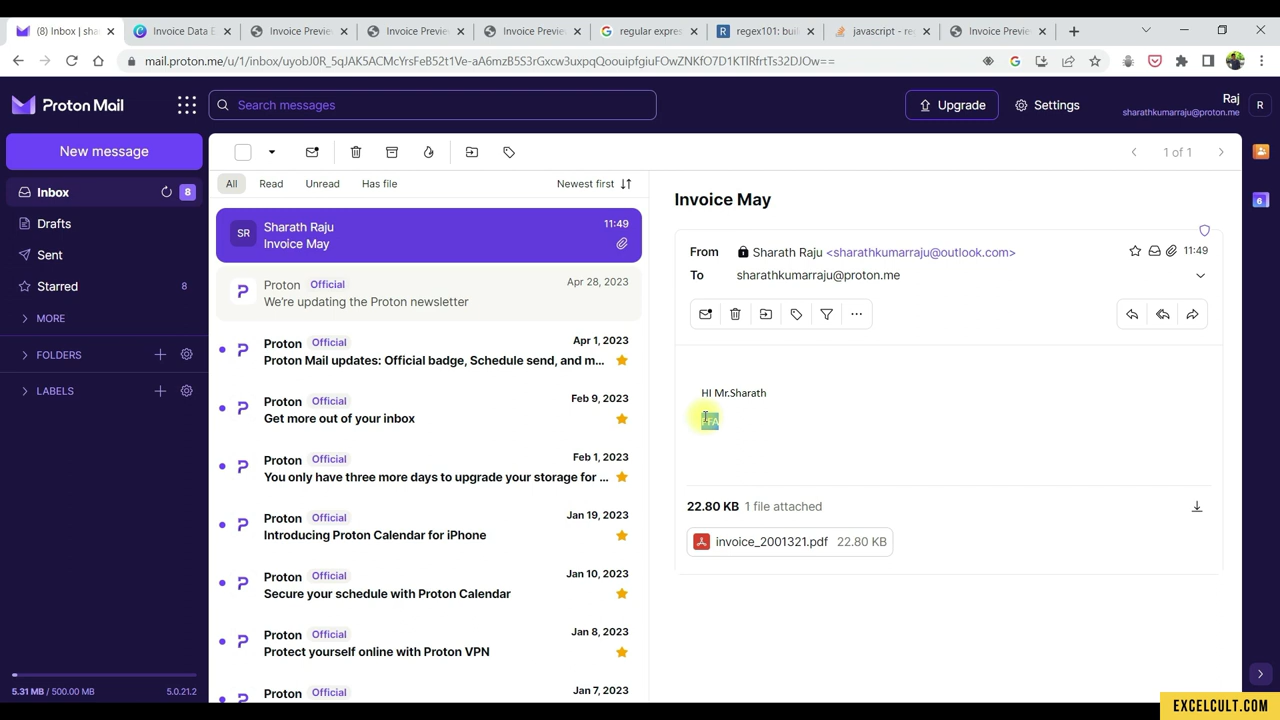 (8) Inbox | sha
Invoice Data E
Invoice Previe
Invoice Previe
Invoice Previe
regular expres
regex101: buil
javascript - re
Invoice Previe
Proton Mail
Search messages
Upgrade
Settings
Raj
sharathkumarraju@proton.me
R
New message
1 of 1
Inbox
8
Drafts
Sent
Starred
8
MORE
FOLDERS
LABELS
5.31 MB / 500.00 MB
5.0.21.2
All
Read
Unread
Has file
Newest first
SR
Sharath Raju
11:49
Invoice May
Proton Official
Apr 28, 2023
We're updating the Proton newsletter
Proton Official
Apr 1, 2023
Proton Mail updates: Official badge, Schedule send, and m...
Proton Official
Feb 9, 2023
Get more out of your inbox
Proton Official
Feb 1, 2023
You only have three more days to upgrade your storage for ...
Proton Official
Jan 19, 2023
Introducing Proton Calendar for iPhone
Proton Official
Jan 10, 2023
Secure your schedule with Proton Calendar
Proton Official
Jan 8, 2023
Protect yourself online with Proton VPN
Proton Official
Jan 7, 2023
Invoice May
From
Sharath Raju <sharathkumarraju@outlook.com>
11:49
To
sharathkumarraju@proton.me
HI Mr.Sharath
22.80 KB 1 file attached
invoice_2001321.pdf 22.80 KB
6
EXCELCULT.COM